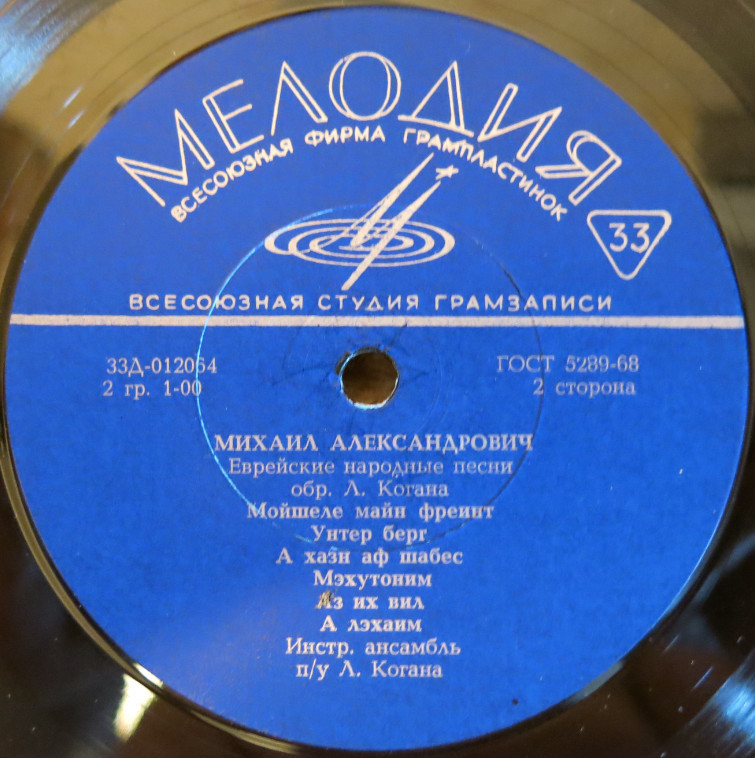 МЕЛОДИЯ
ВСЕСОЮЗНАЯ ФИРМА ГРАМПЛАСТИНОК
33
ВСЕСОЮЗНАЯ СТУДИЯ ГРАМЗАПИСИ
33Д-012064 ГОСТ 5289-68
2 гр. 1-00 2 сторона
МИХАИЛ АЛЕКСАНДРОВИЧ
Еврейские народные песни
обр. Л. Когана
Мойшеле майн фреинт
Унтер берг
А хазн аф шабес
Мэхутоним
Аз их вил
А лэхаим
Инстр. ансамбль
п/у Л. Когана